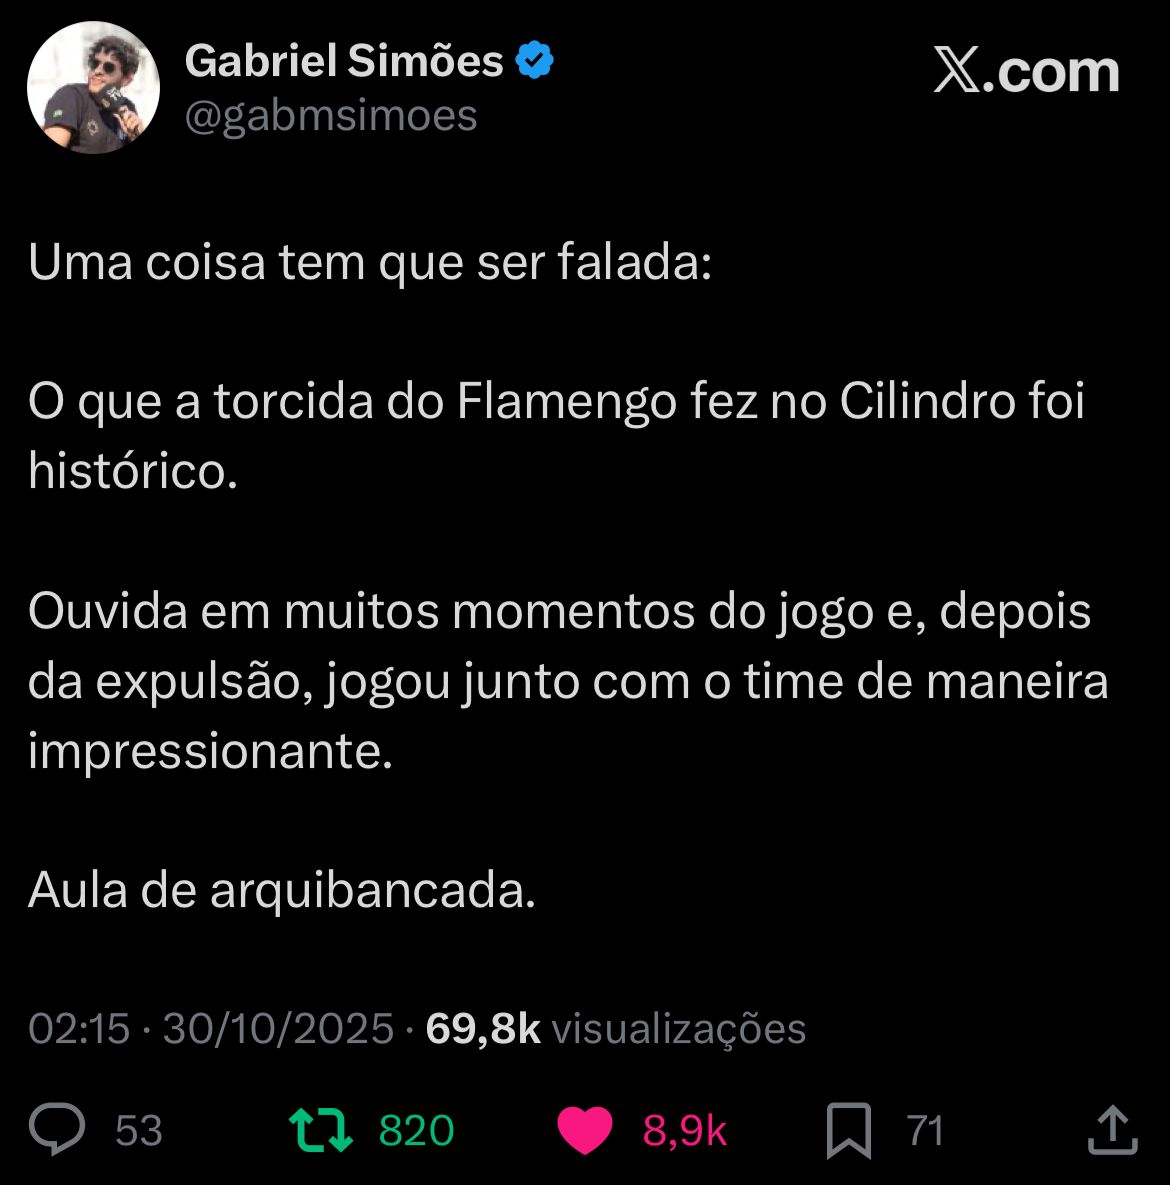 Gabriel Simões
@gabmsimoes
X.com
Uma coisa tem que ser falada:
O que a torcida do Flamengo fez no Cilindro foi
histórico.
Ouvida em muitos momentos do jogo e, depois
da expulsão, jogou junto com o time de maneira
impressionante.
Aula de arquibancada.
02:15 · 30/10/2025 · 69,8k visualizações
53 820 8,9k 71